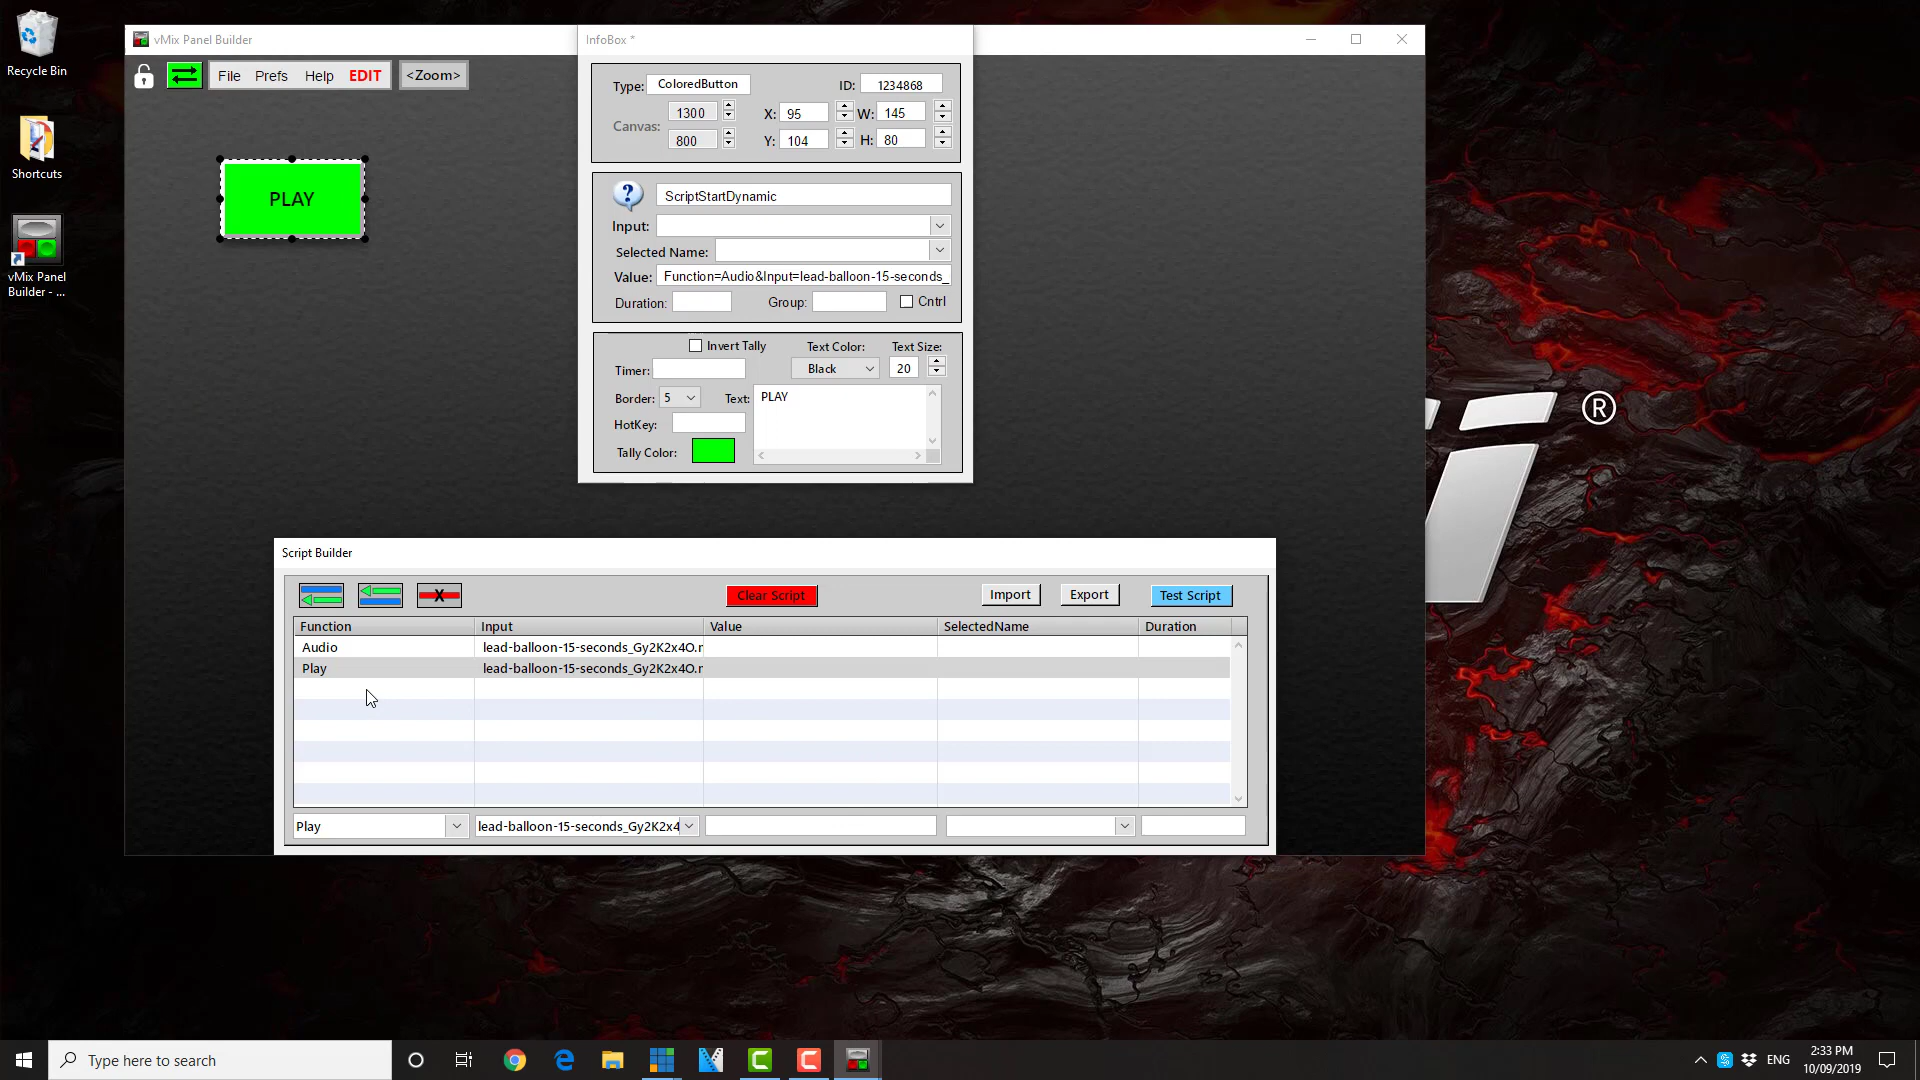 Recycle Bin
Shortcuts
vMix Panel
Builder - ...
vMix Panel Builder
File Prefs Help EDIT <Zoom>
PLAY
InfoBox *
Type: ColoredButton ID: 1234868
Canvas: 1300 X: 95 W: 145
800 Y: 104 H: 80
? ScriptStartDynamic
Input:
Selected Name:
Value: Function=Audio&Input=lead-balloon-15-seconds_
Duration: Group: Cntrl
Invert Tally Text Color: Text Size:
Timer: Black 20
Border: 5 Text: PLAY
HotKey:
Tally Color:
®
Script Builder
X Clear Script Import Export Test Script
Function Input Value SelectedName Duration
Audio lead-balloon-15-seconds_Gy2K2x4O.r
Play lead-balloon-15-seconds_Gy2K2x4O.r
Play lead-balloon-15-seconds_Gy2K2x4
Type here to search
ENG
2:33 PM
10/09/2019